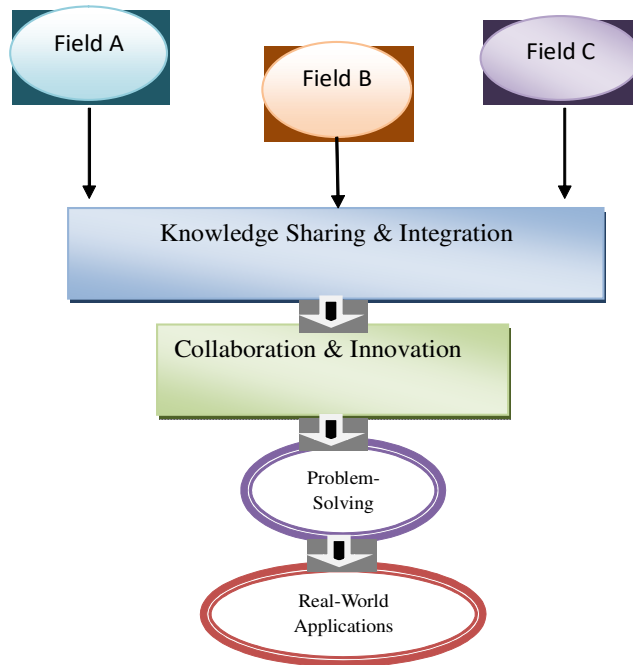 Field A
Field B
Field C
Knowledge Sharing & Integration
Collaboration & Innovation
Problem-
Solving
Real-World
Applications